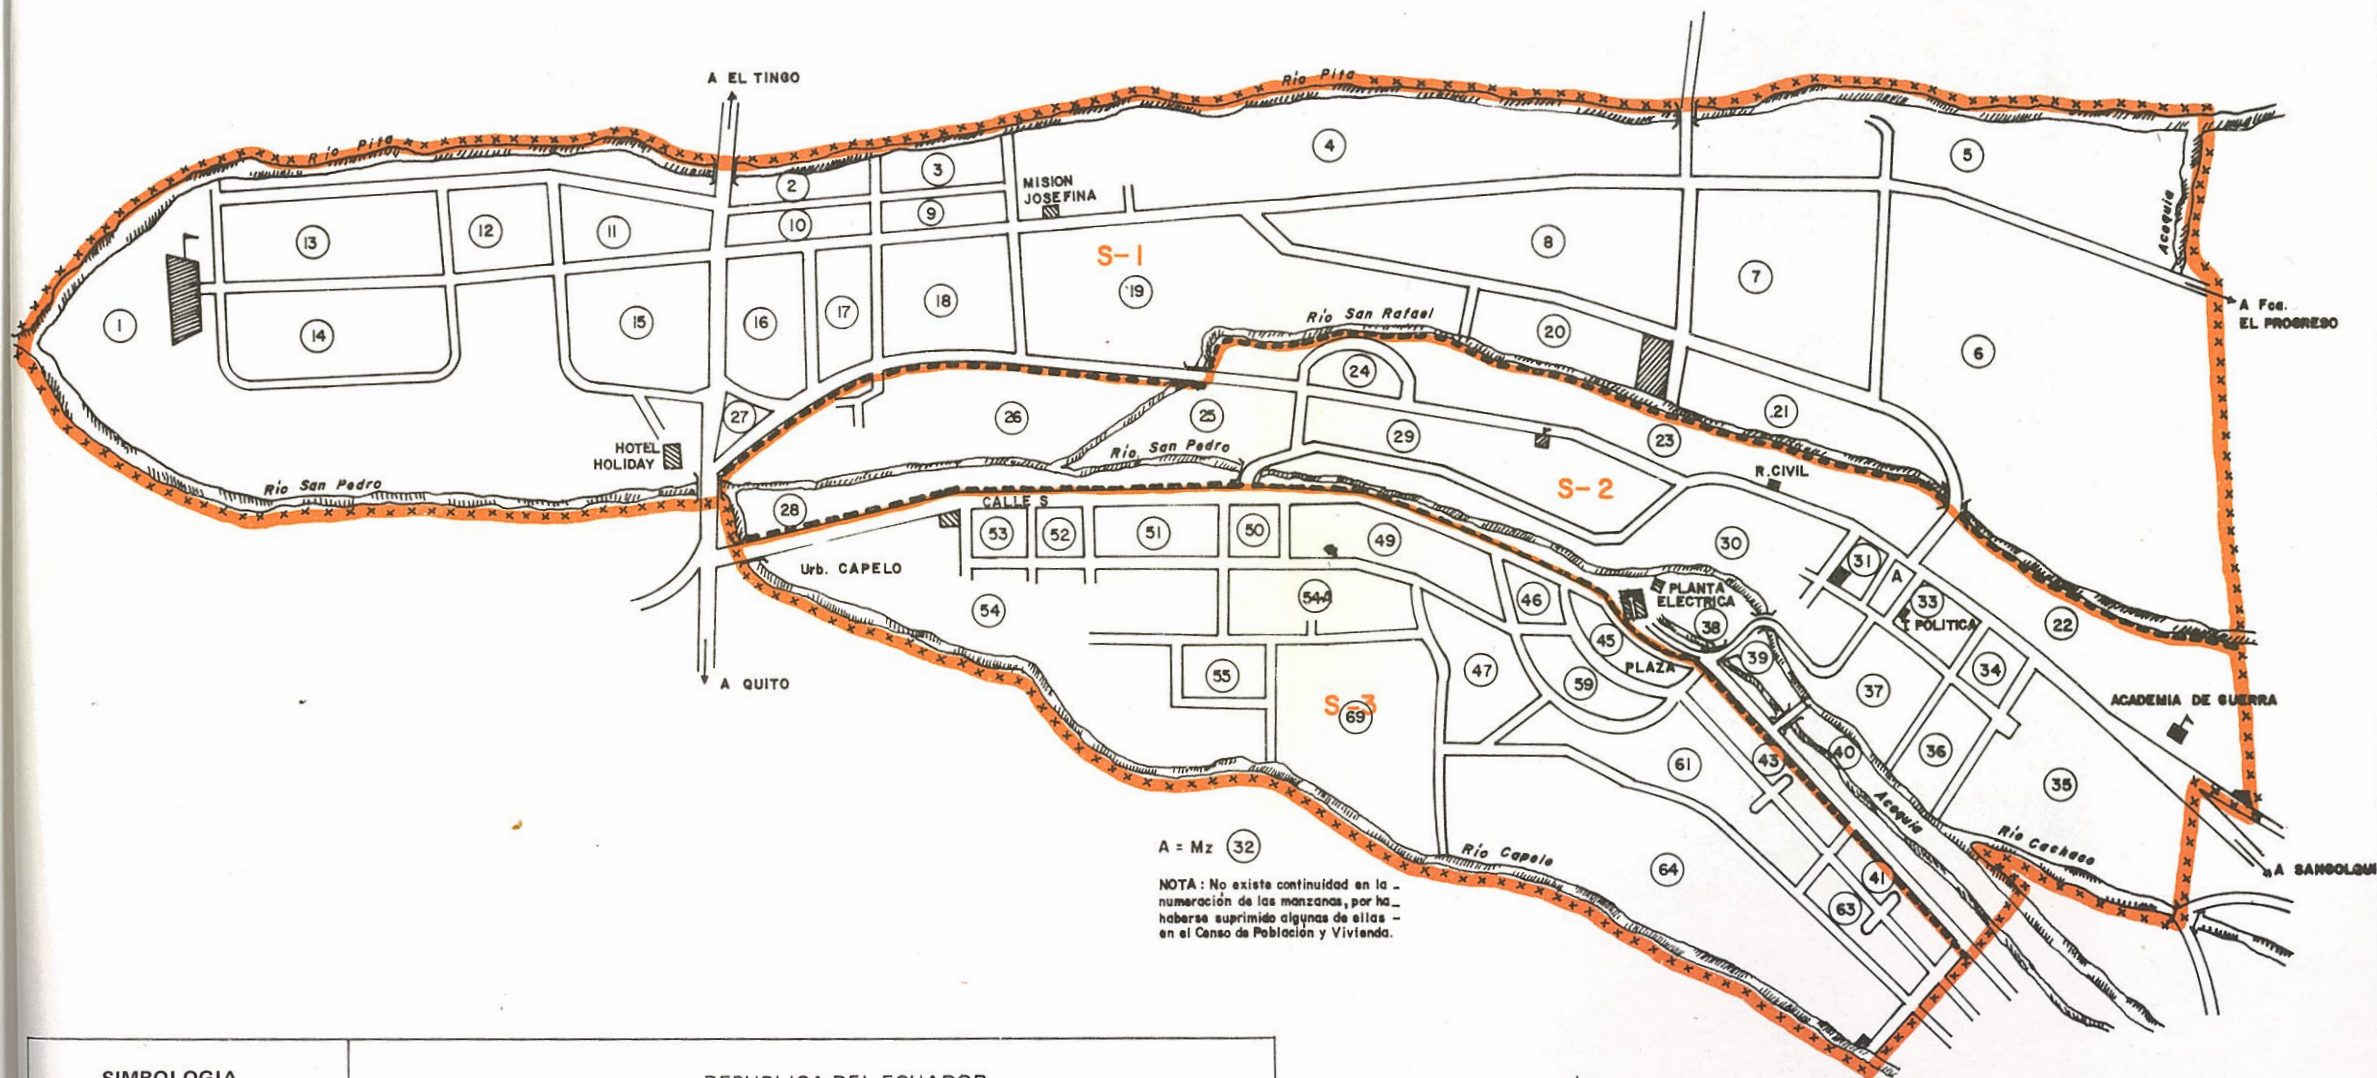 A EL TINGO
Río Pita
Río Pita
MISION
JOSEFINA
Acequia
A Fca.
EL PROGRESO
S-1
Río San Rafael
HOTEL
HOLIDAY
Río San Pedro
Río San Pedro
CALLE S
S-2
R. CIVIL
Urb. CAPELO
PLANTA
ELECTRICA
A
POLITICA
PLAZA
A QUITO
S-3
ACADEMIA DE GUERRA
Acequia
Río Cachaco
A SANGOLQUI
Río Capelo
A = Mz 32
NOTA : No existe continuidad en la _
numeración de las manzanas, por ha_
haberse suprimido algunas de ellas -
en el Censo de Población y Vivienda.
1
2
3
4
5
6
7
8
9
10
11
12
13
14
15
16
17
18
19
20
21
22
23
24
25
26
27
28
29
30
31
33
34
35
36
37
38
39
40
41
43
45
46
47
49
50
51
52
53
54
54A
55
59
61
63
64
69
SIMBOLOGIA
REPUBLICA DEL ECUADOR